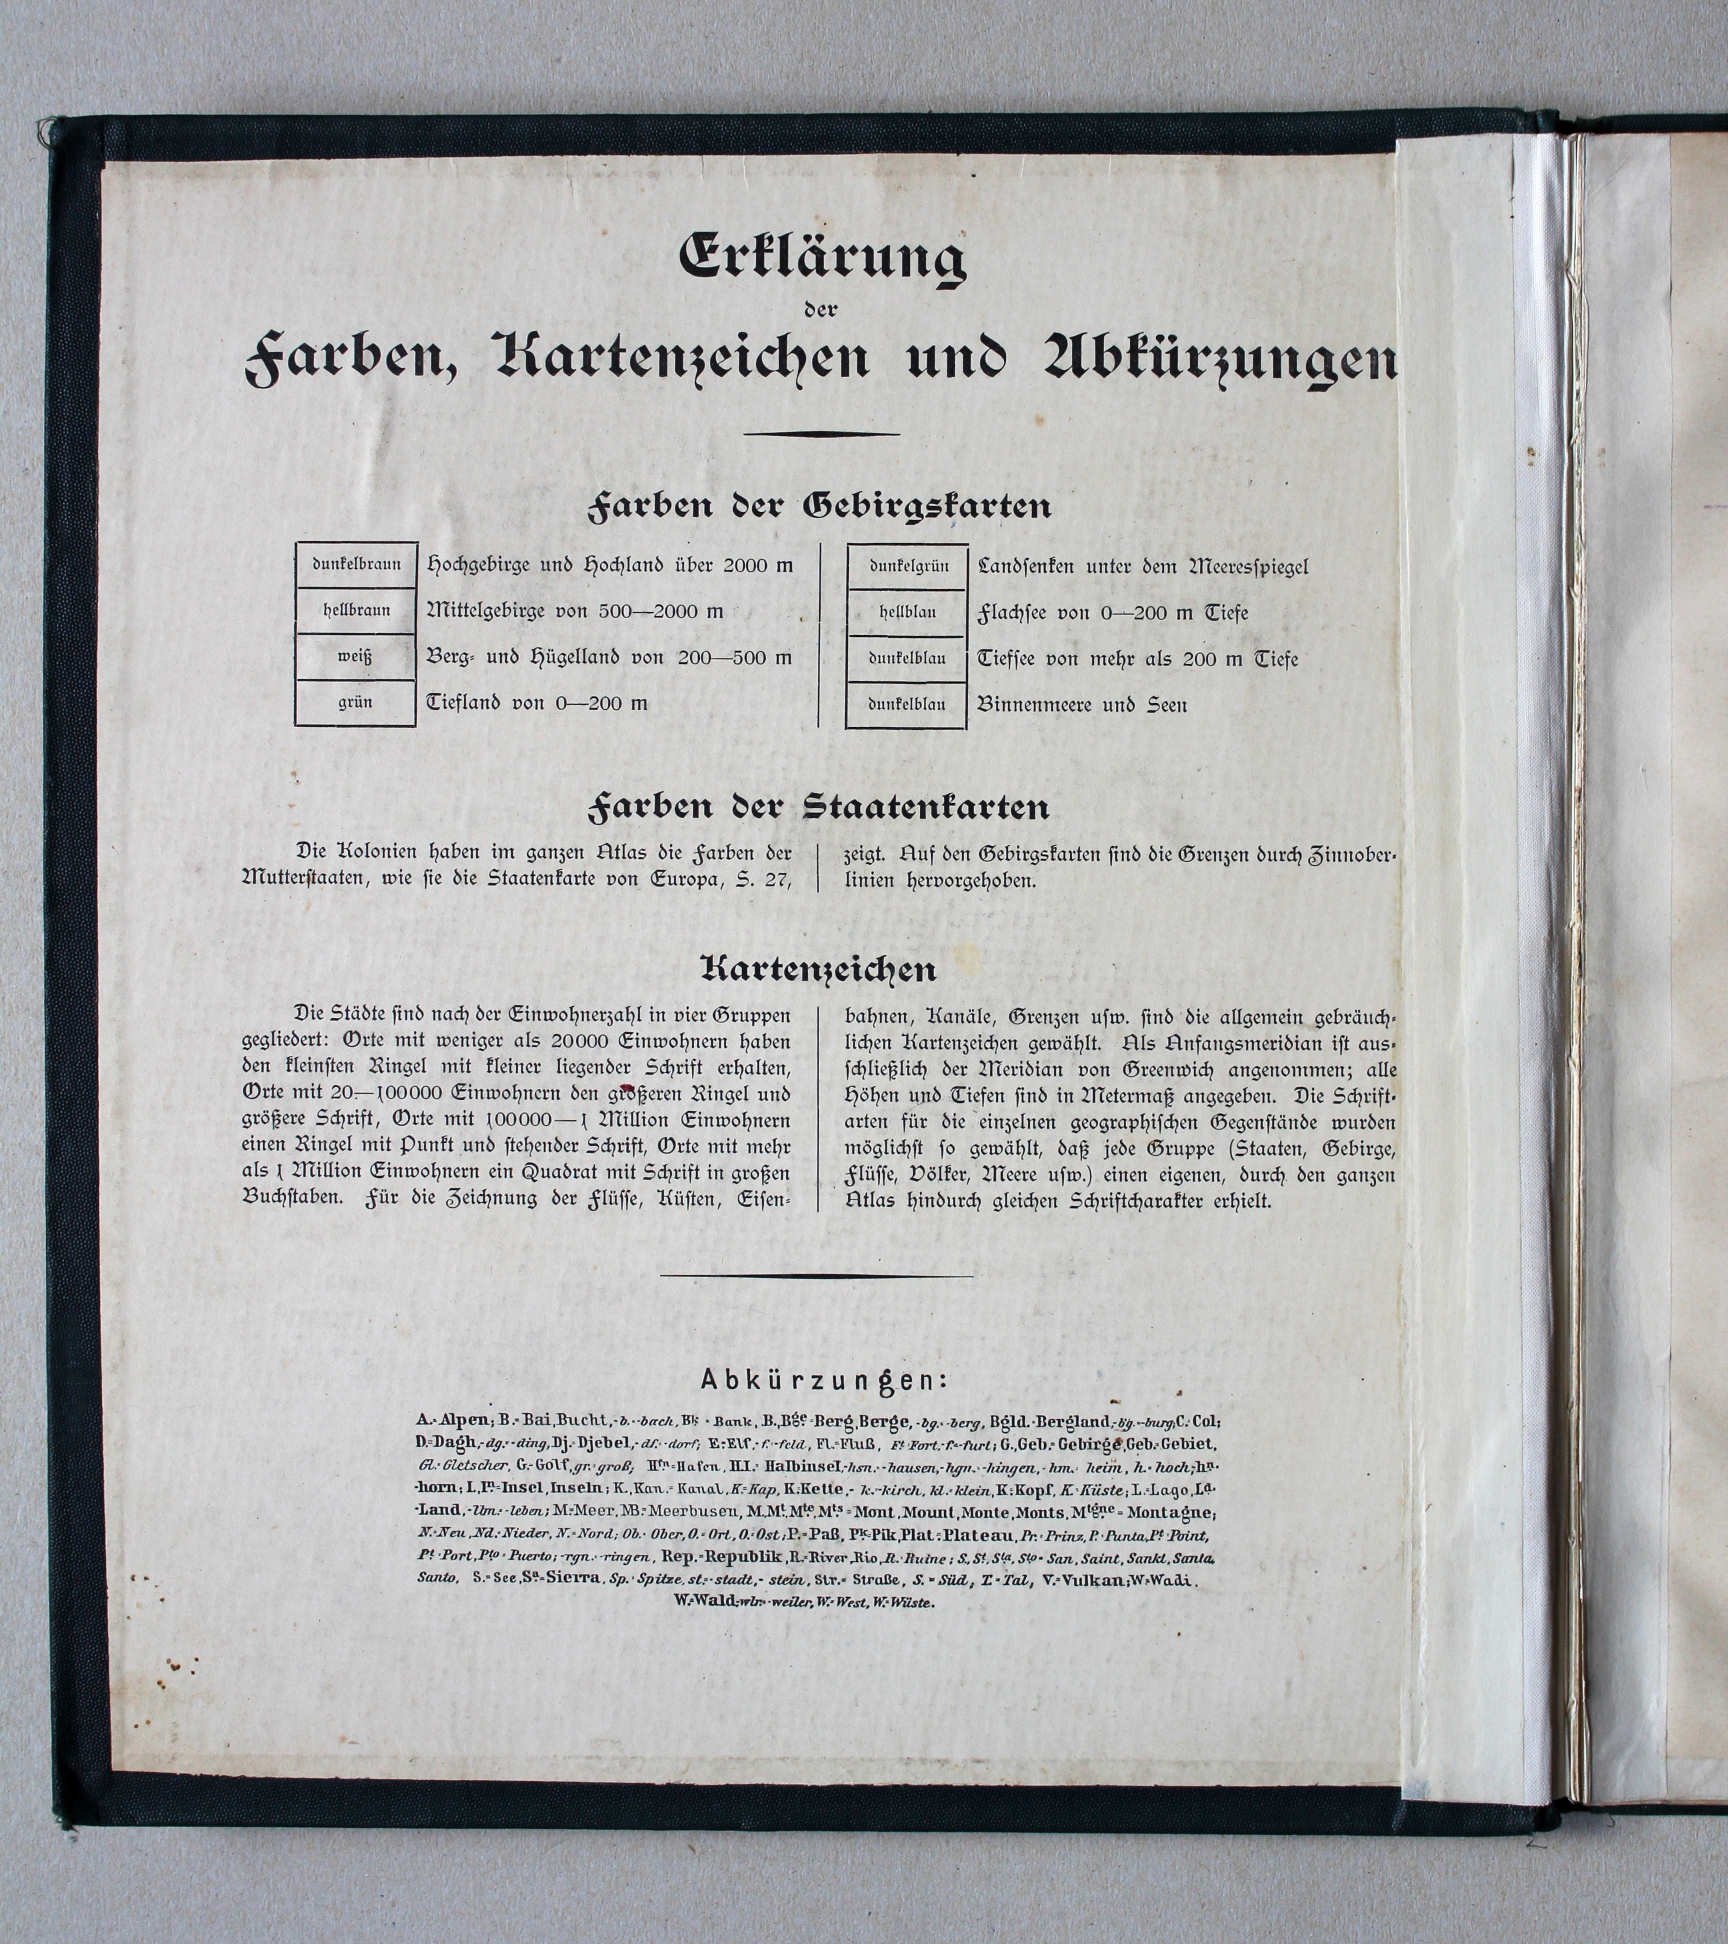 Erklärung
der
Farben, Kartenzeichen und Abkürzungen
Farben der Gebirgskarten
dunkelbraun Hochgebirge und Hochland über 2000 m
hellbraun Mittelgebirge von 500—2000 m
weiß Berg- und Hügelland von 200—500 m
grün Tiefland von 0—200 m
dunkelgrün Landsenken unter dem Meeresspiegel
hellblau Flachsee von 0—200 m Tiefe
dunkelblau Tiefsee von mehr als 200 m Tiefe
dunkelblau Binnenmeere und Seen
Farben der Staatenkarten
Die Kolonien haben im ganzen Atlas die Farben der
Mutterstaaten, wie sie die Staatenkarte von Europa, S. 27,
zeigt. Auf den Gebirgskarten sind die Grenzen durch Zinnober-
linien hervorgehoben.
Kartenzeichen
Die Städte sind nach der Einwohnerzahl in vier Gruppen
gegliedert: Orte mit weniger als 20000 Einwohnern haben
den kleinsten Ringel mit kleiner liegender Schrift erhalten,
Orte mit 20—100000 Einwohnern den größeren Ringel und
größere Schrift, Orte mit 100000—1 Million Einwohnern
einen Ringel mit Punkt und stehender Schrift, Orte mit mehr
als 1 Million Einwohnern ein Quadrat mit Schrift in großen
Buchstaben. Für die Zeichnung der Flüsse, Küsten, Eisen-
bahnen, Kanäle, Grenzen usw. sind die allgemein gebräuch-
lichen Kartenzeichen gewählt. Als Anfangsmeridian ist aus-
schließlich der Meridian von Greenwich angenommen; alle
Höhen und Tiefen sind in Metermaß angegeben. Die Schrift-
arten für die einzelnen geographischen Gegenstände wurden
möglichst so gewählt, daß jede Gruppe (Staaten, Gebirge,
Flüsse, Völker, Meere usw.) einen eigenen, durch den ganzen
Atlas hindurch gleichen Schriftcharakter erhielt.
Abkürzungen:
A.=Alpen; B.=Bai, Bucht, -b.=-bach, Bk.=Bank, B., Bge.=Berg, Berge, -bg.=-berg, Bgld.=Bergland, -bg.=-burg, C.=Col;
D.=Dagh, -dg.=-ding, Dj.=Djebel, -df.=-dorf; E.=Elf, -f.=-feld, Fl.=Fluß, Ft.=Fort, -f.=-furt; G., Geb.=Gebirge, Geb.=Gebiet,
Gl.=Gletscher, G.=Golf, gr.=groß; Hfn.=Hafen, H.I.=Halbinsel, -hsn.=-hausen, -hgn.=-hingen, -hm.=heim, h.=hoch; hn.=
-horn; I., In.=Insel, Inseln; K., Kan.=Kanal, K.=Kap, K.=Kette, -k.=-kirch, kl.=klein, K.=Kopf, K.=Küste; L.=Lago, Ld.=
-Land, -lbn.=-leben; M.=Meer, MB.=Meerbusen, M., Mt., Mte., Mts.=Mont, Mount, Monte, Monts, Mtgne.=Montagne;
N.=Neu, Nd.=Nieder, N.=Nord; Ob.=Ober, O.=Ort, O.=Ost; P.=Paß, Pk.=Pik, Plat.=Plateau, Pr.=Prinz, P.=Punta, Pt.=Point,
Pt.=Port, Pto.=Puerto; -rgn.=-ringen, Rep.=Republik, R.=River, Rio, R.=Ruine; S., St., Sta., Sto.=San, Saint, Sankt, Santa,
Santo, S.=See, Sa.=Sierra, Sp.=Spitze, st.=-stadt, -stein, Str.=Straße, S.=Süd, T.=Tal, V.=Vulkan; W.=Wadi,
W.=Wald, -wlr.=-weiler, W.=West, W.=Wüste.